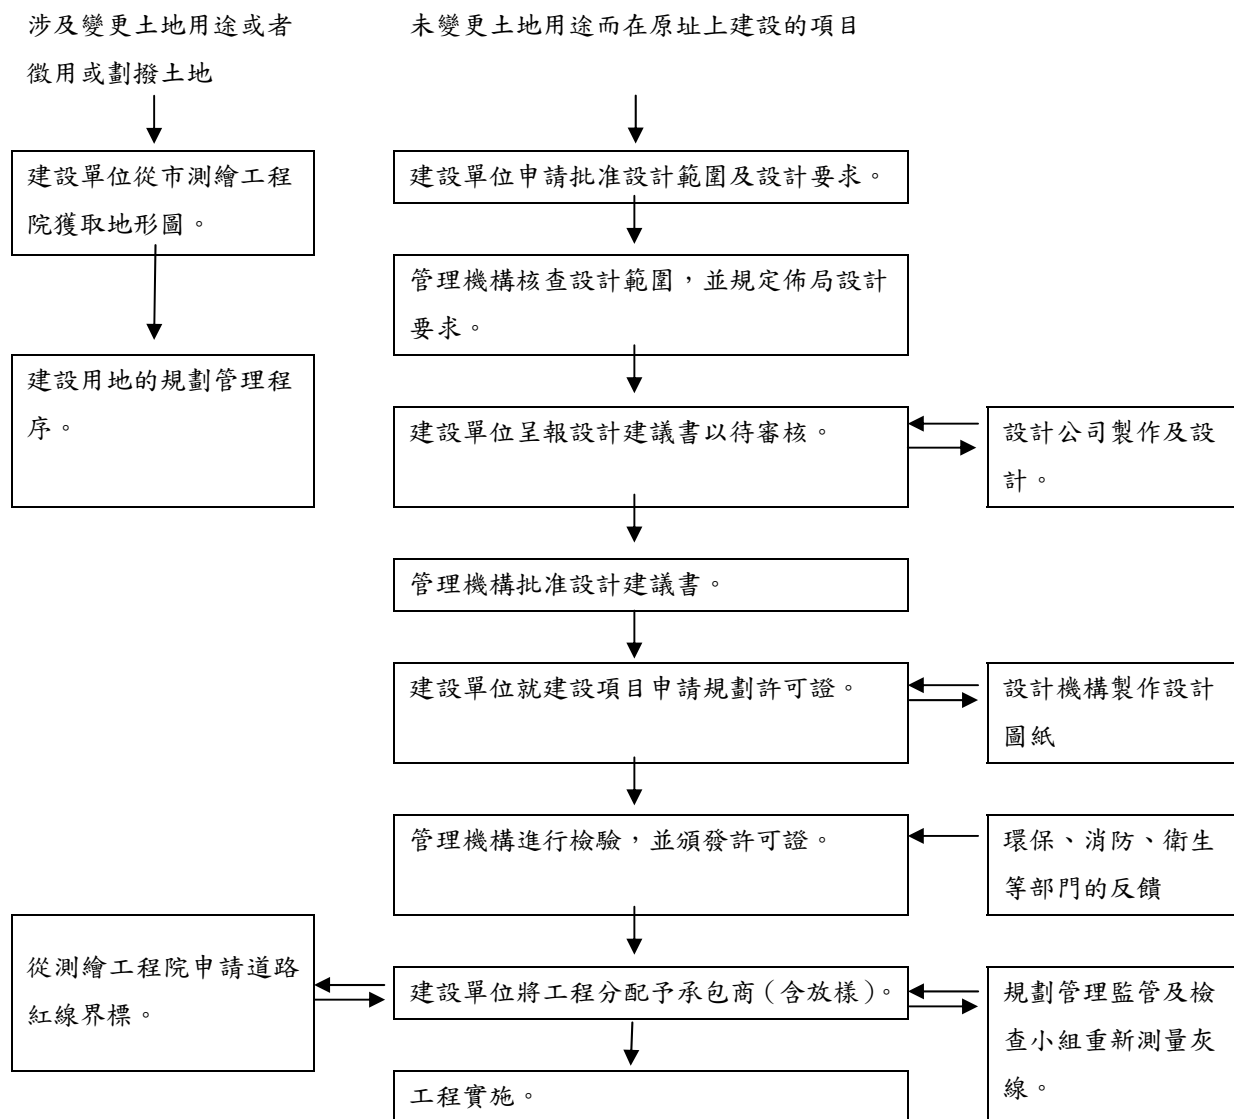 涉及變更土地用途或者
徵用或劃撥土地
未變更土地用途而在原址上建設的項目
建設單位從市測繪工程
院獲取地形圖。
建設用地的規劃管理程
序。
建設單位申請批准設計範圍及設計要求。
管理機構核查設計範圍，並規定佈局設計
要求。
建設單位呈報設計建議書以待審核。
設計公司製作及設
計。
管理機構批准設計建議書。
建設單位就建設項目申請規劃許可證。
設計機構製作設計
圖紙
管理機構進行檢驗，並頒發許可證。
環保、消防、衛生
等部門的反饋
從測繪工程院申請道路
紅線界標。
建設單位將工程分配予承包商（含放樣）。
規劃管理監管及檢
查小組重新測量灰
線。
工程實施。